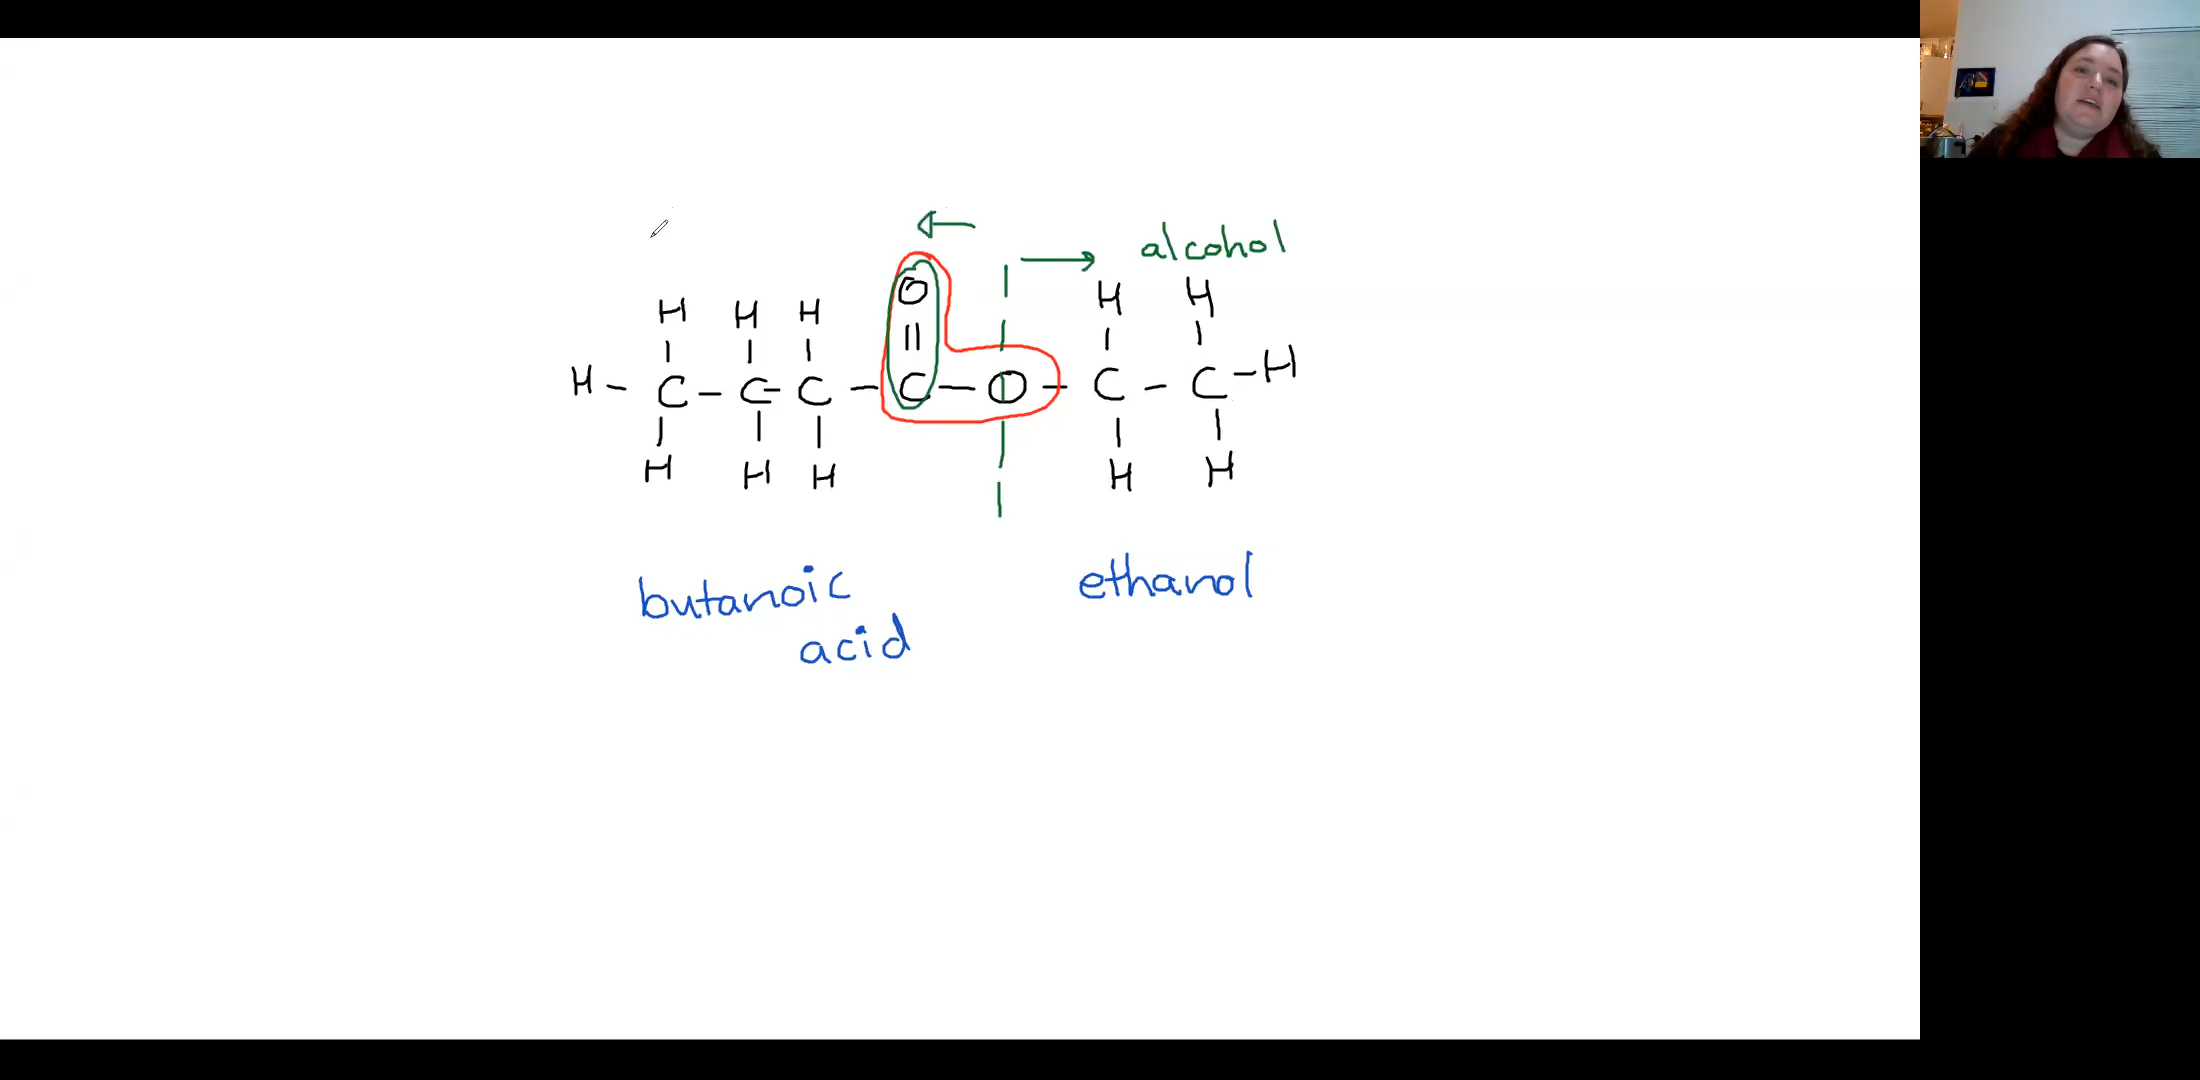 alcohol
O
H H H H H
||
H - C - C - C - C - O - C - C - H
H H H H H
butanoic ethanol
acid